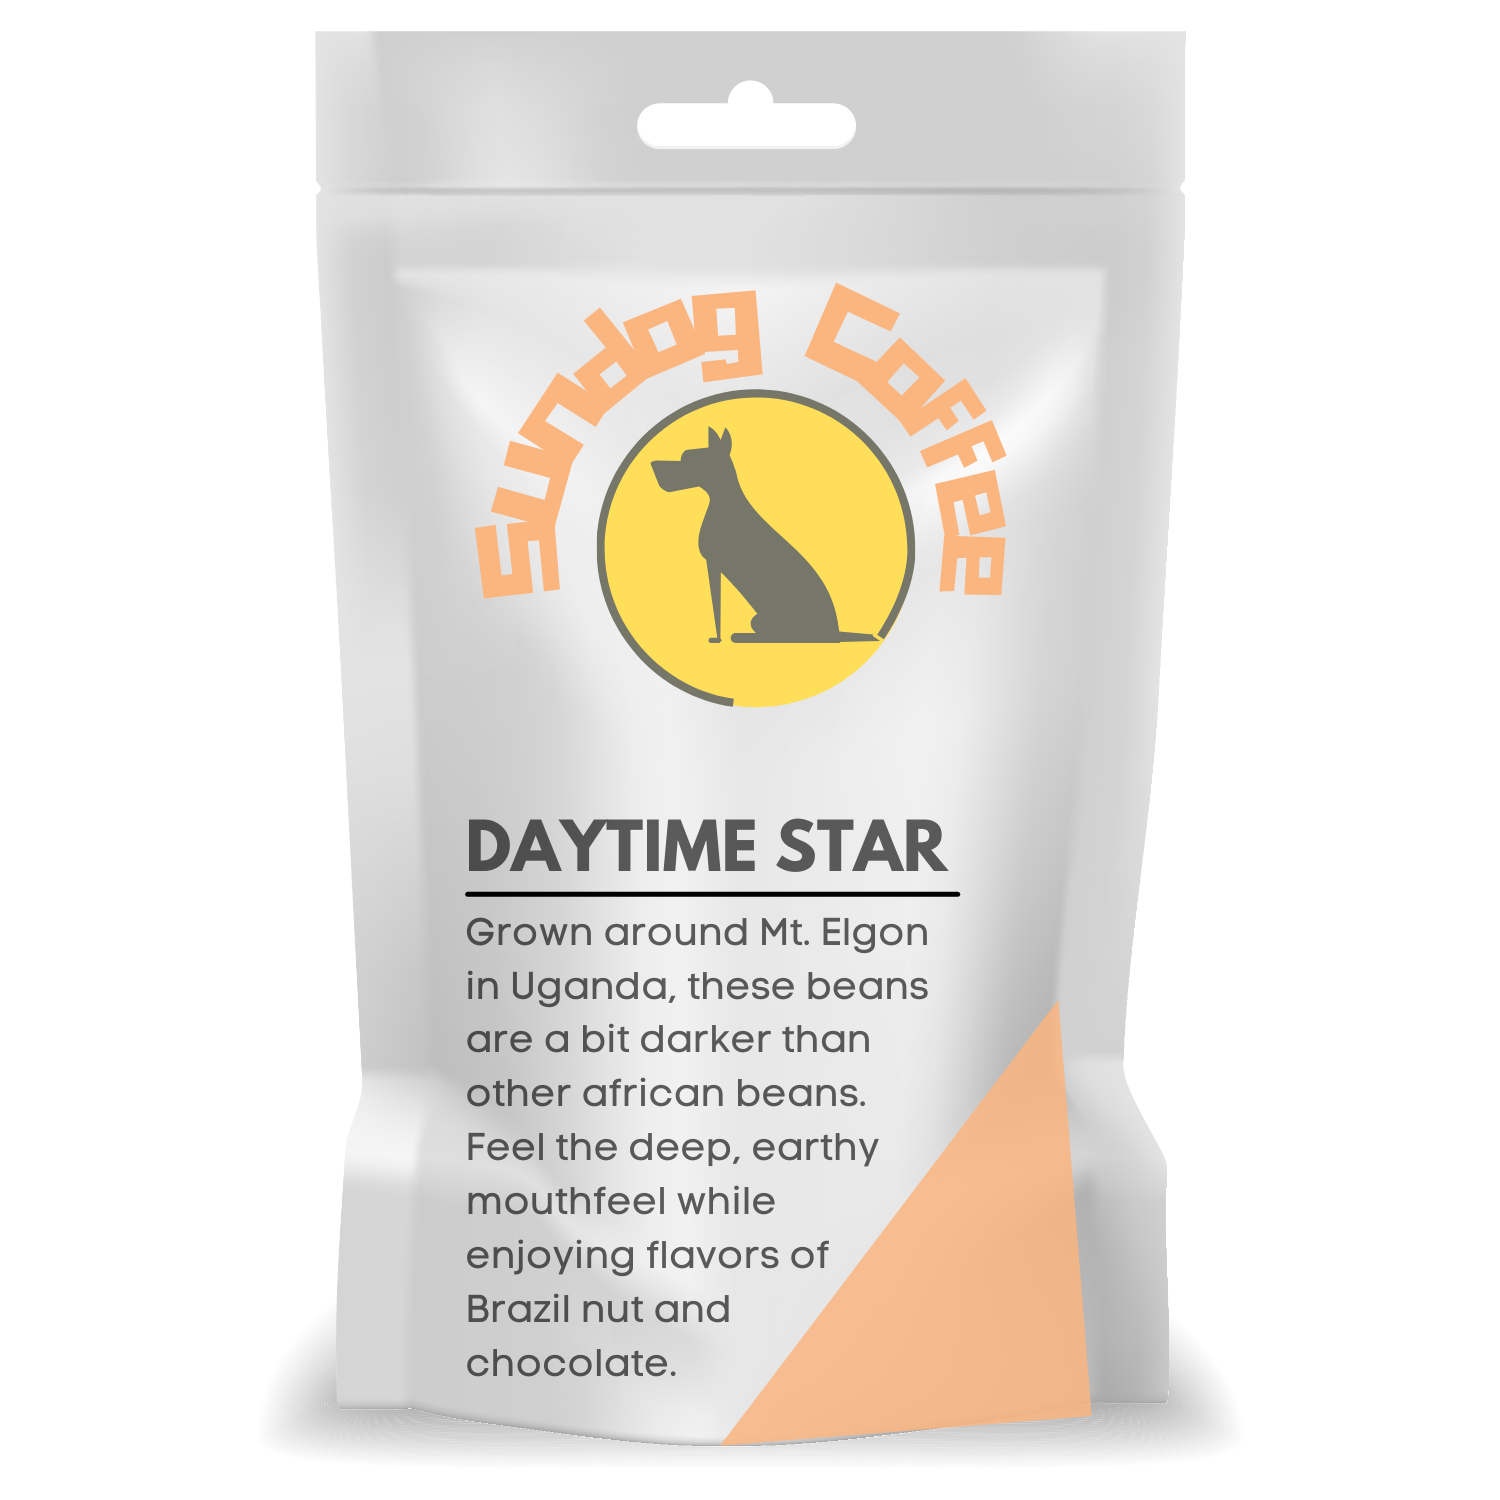 Sundog Coffee
DAYTIME STAR
Grown around Mt. Elgon
in Uganda, these beans
are a bit darker than
other african beans.
Feel the deep, earthy
mouthfeel while
enjoying flavors of
Brazil nut and
chocolate.